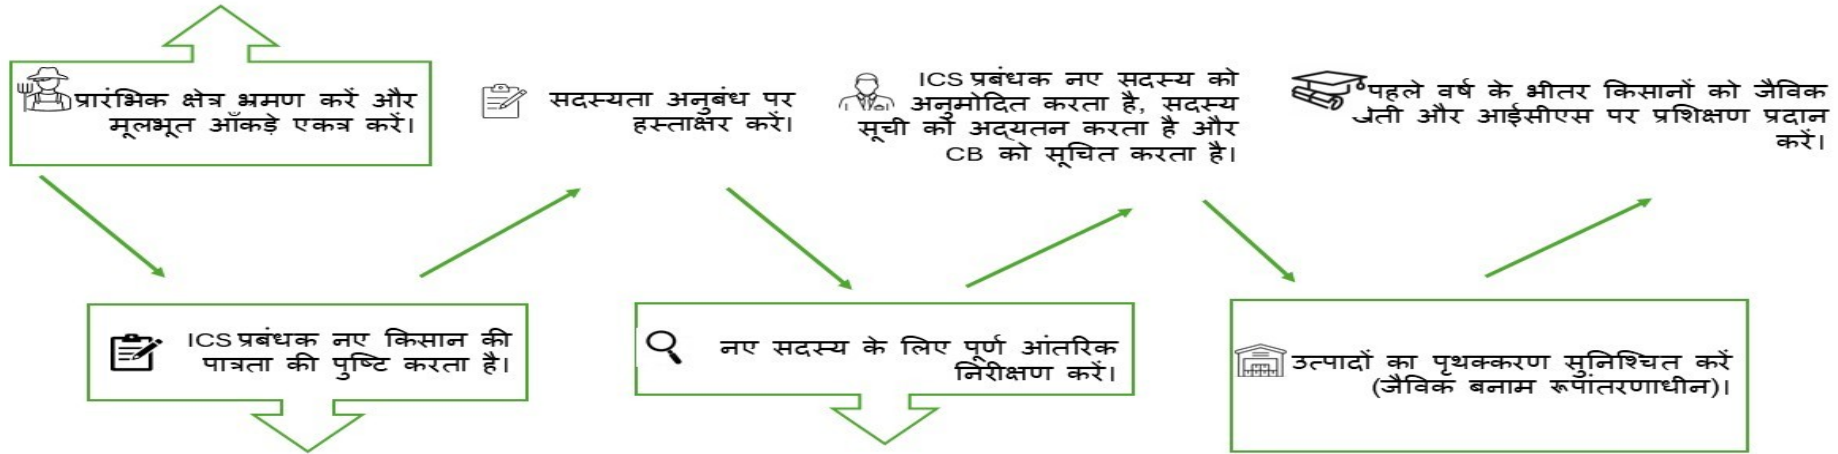 प्रारंभिक क्षेत्र भ्रमण करें और
मूलभूत आँकड़े एकत्र करें।
ICS प्रबंधक नए किसान की
पात्रता की पुष्टि करता है।
सदस्यता अनुबंध पर
हस्ताक्षर करें।
नए सदस्य के लिए पूर्ण आंतरिक
निरीक्षण करें।
ICS प्रबंधक नए सदस्य को
अनुमोदित करता है, सदस्य
सूची को अद्यतन करता है और
CB को सूचित करता है।
उत्पादों का पृथक्करण सुनिश्चित करें
(जैविक बनाम रूपांतरणाधीन)।
पहले वर्ष के भीतर किसानों को जैविक
खेती और आईसीएस पर प्रशिक्षण प्रदान
करें।